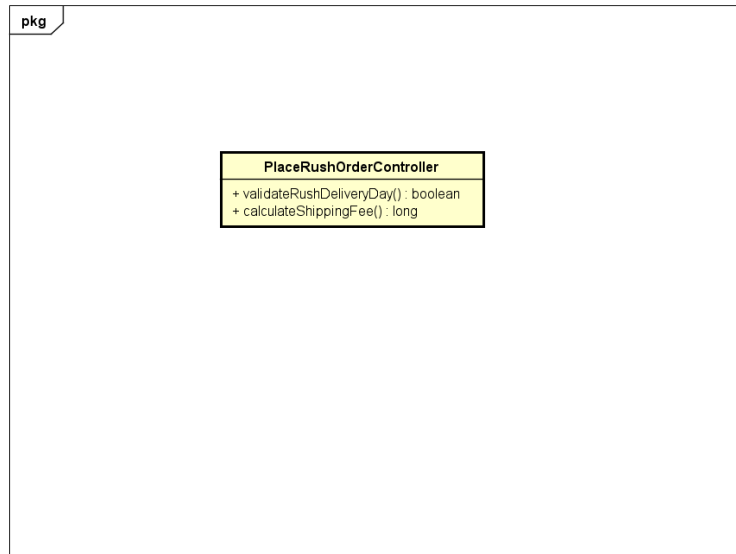 pkg
PlaceRushOrderController
+ validateRushDeliveryDay() : boolean
+ calculateShippingFee() : long